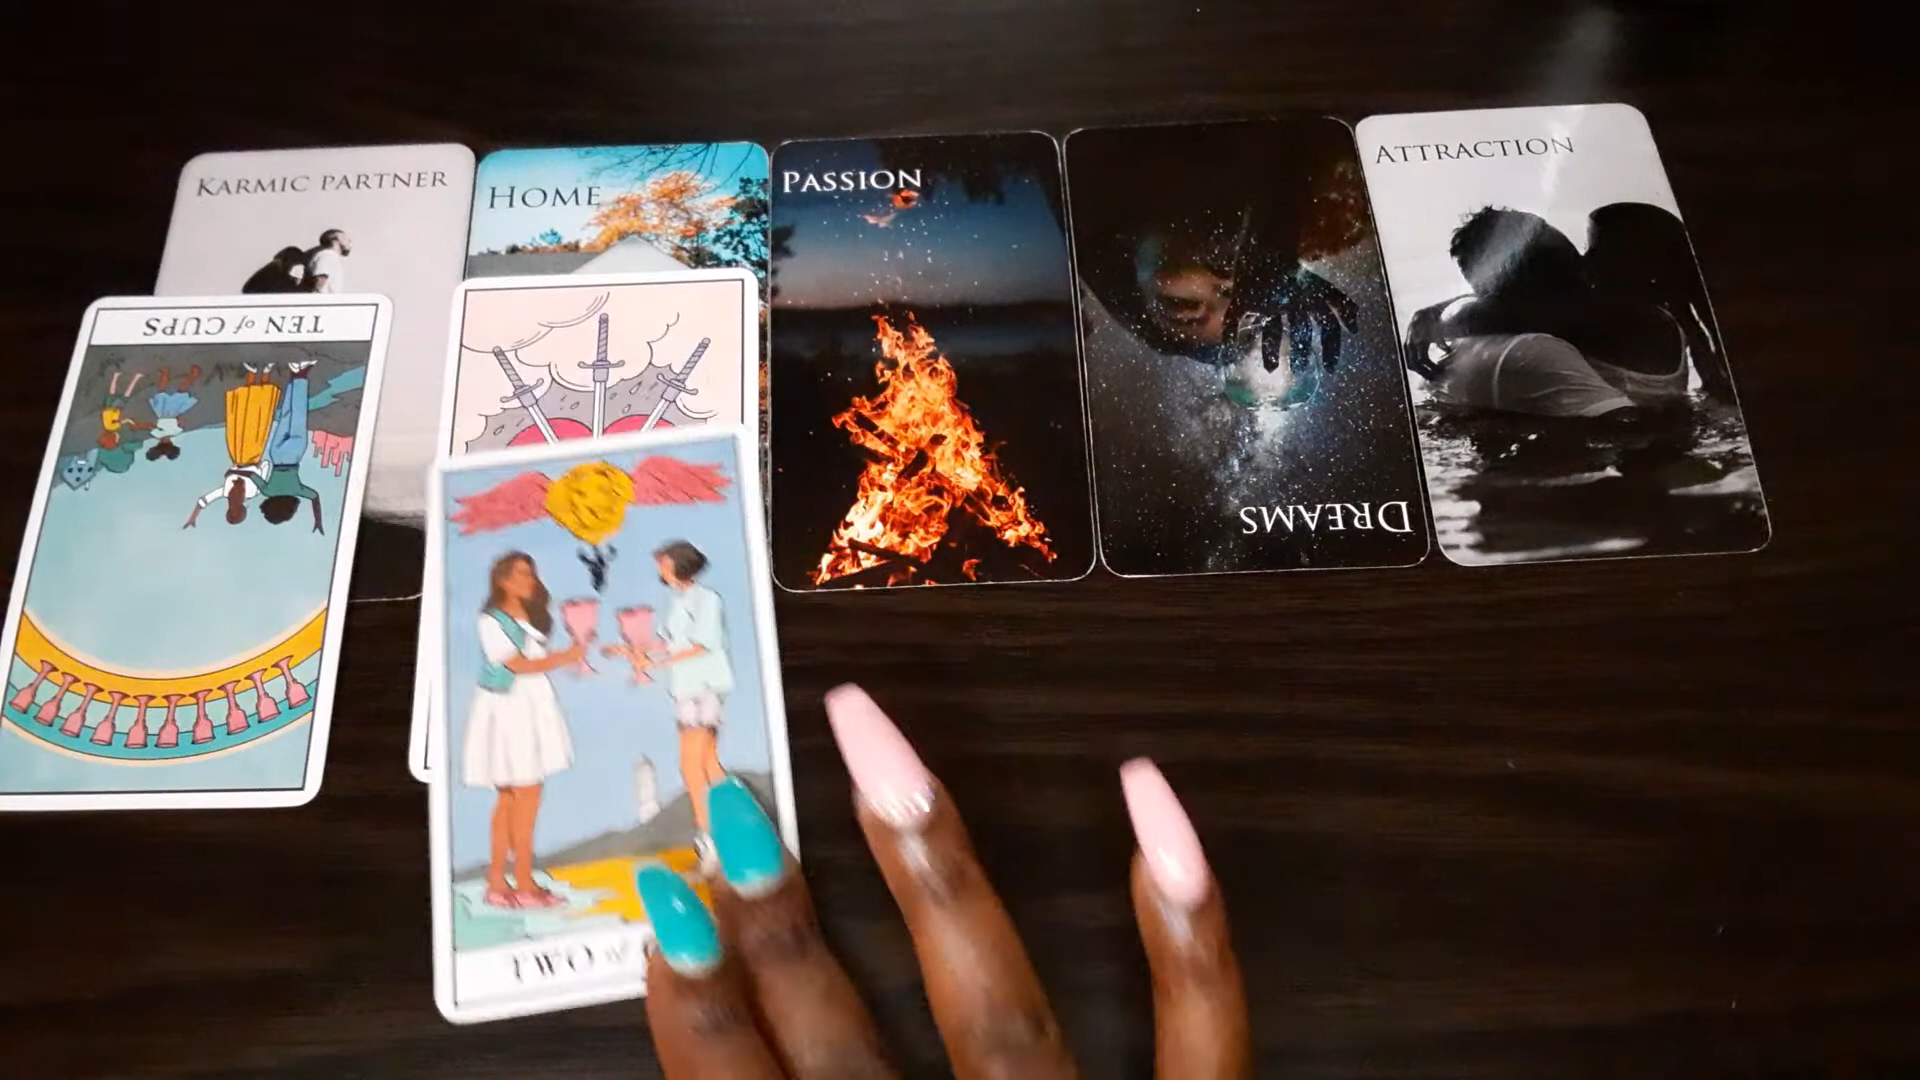 KARMIC PARTNER
HOME
PASSION
DREAMS
ATTRACTION
TEN of CUPS